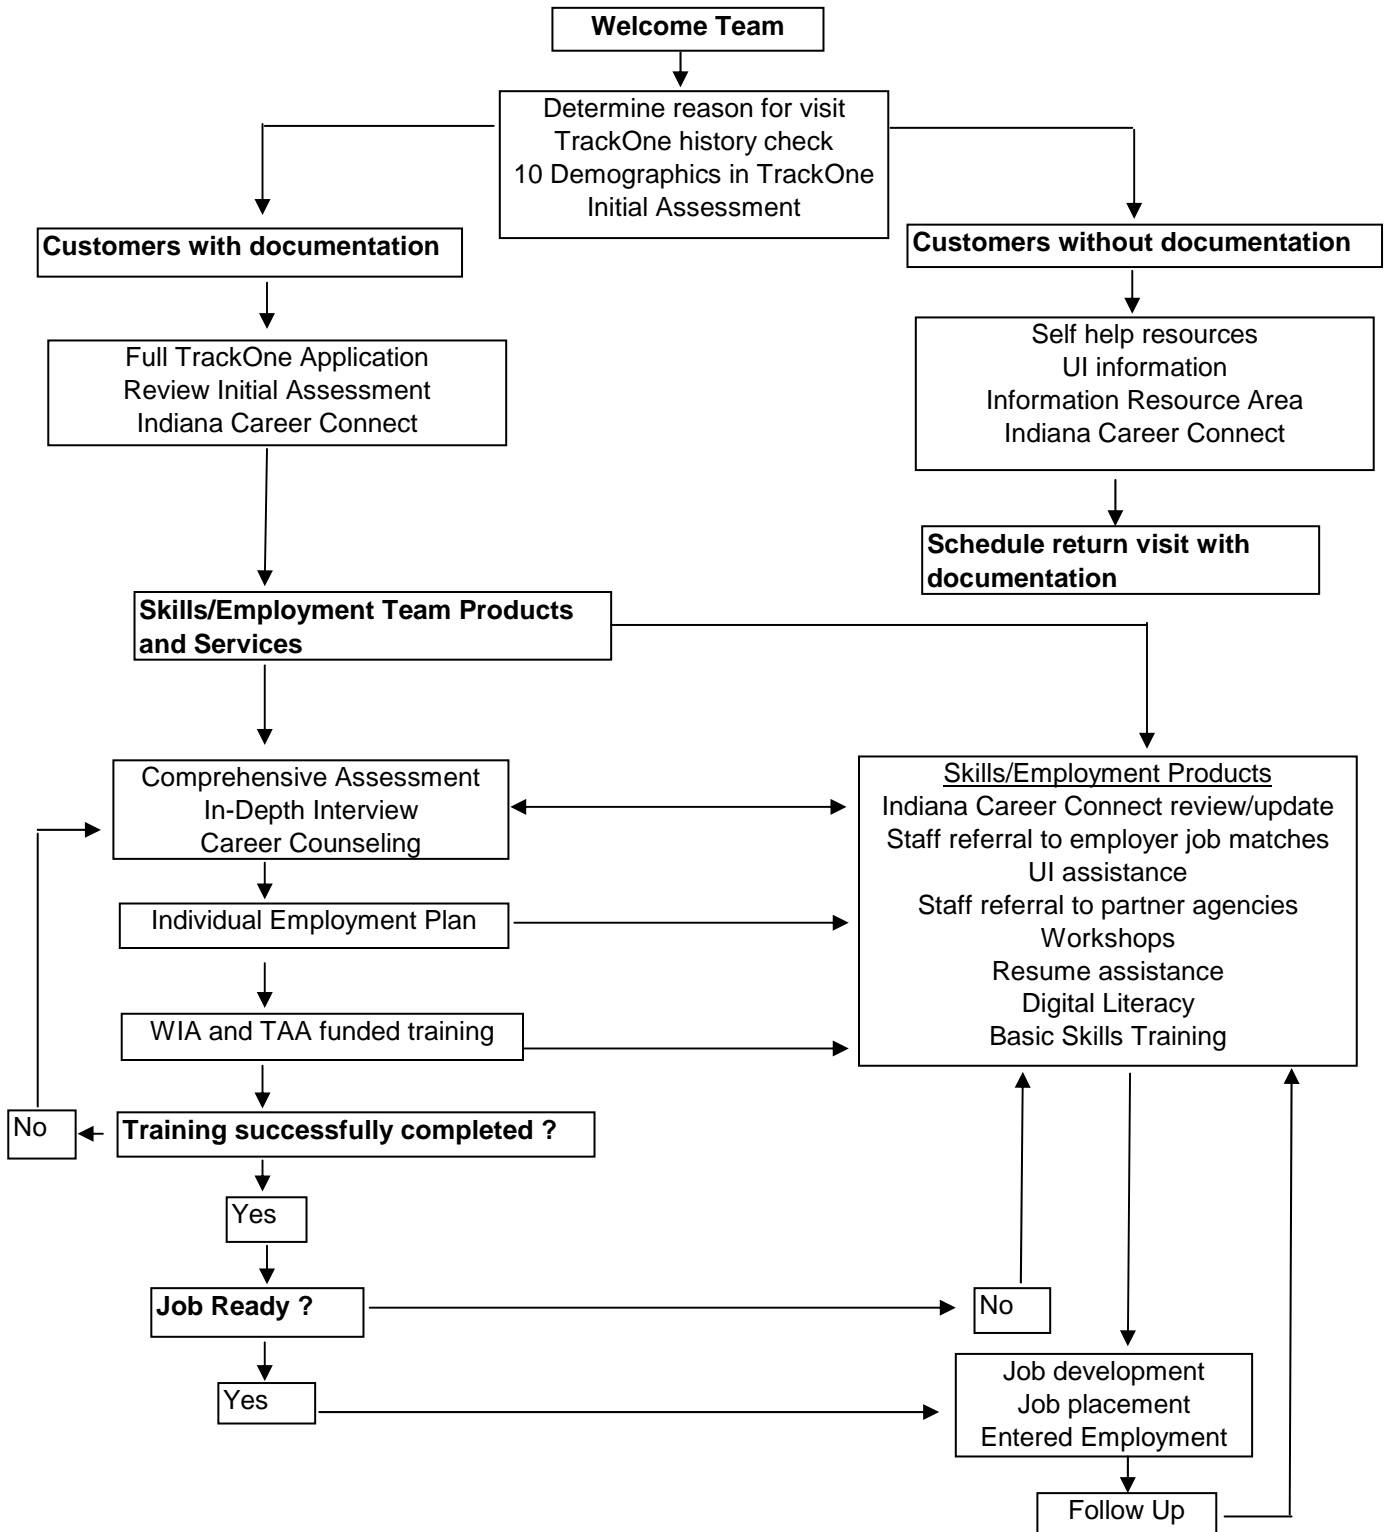 Welcome Team
Determine reason for visit
TrackOne history check
10 Demographics in TrackOne
Initial Assessment
Customers with documentation
Customers without documentation
Full TrackOne Application
Review Initial Assessment
Indiana Career Connect
Self help resources
UI information
Information Resource Area
Indiana Career Connect
Schedule return visit with
documentation
Skills/Employment Team Products
and Services
Comprehensive Assessment
In-Depth Interview
Career Counseling
Skills/Employment Products
Indiana Career Connect review/update
Staff referral to employer job matches
UI assistance
Staff referral to partner agencies
Workshops
Resume assistance
Digital Literacy
Basic Skills Training
Individual Employment Plan
WIA and TAA funded training
No
Training successfully completed ?
Yes
Job Ready ?
No
Yes
Job development
Job placement
Entered Employment
Follow Up